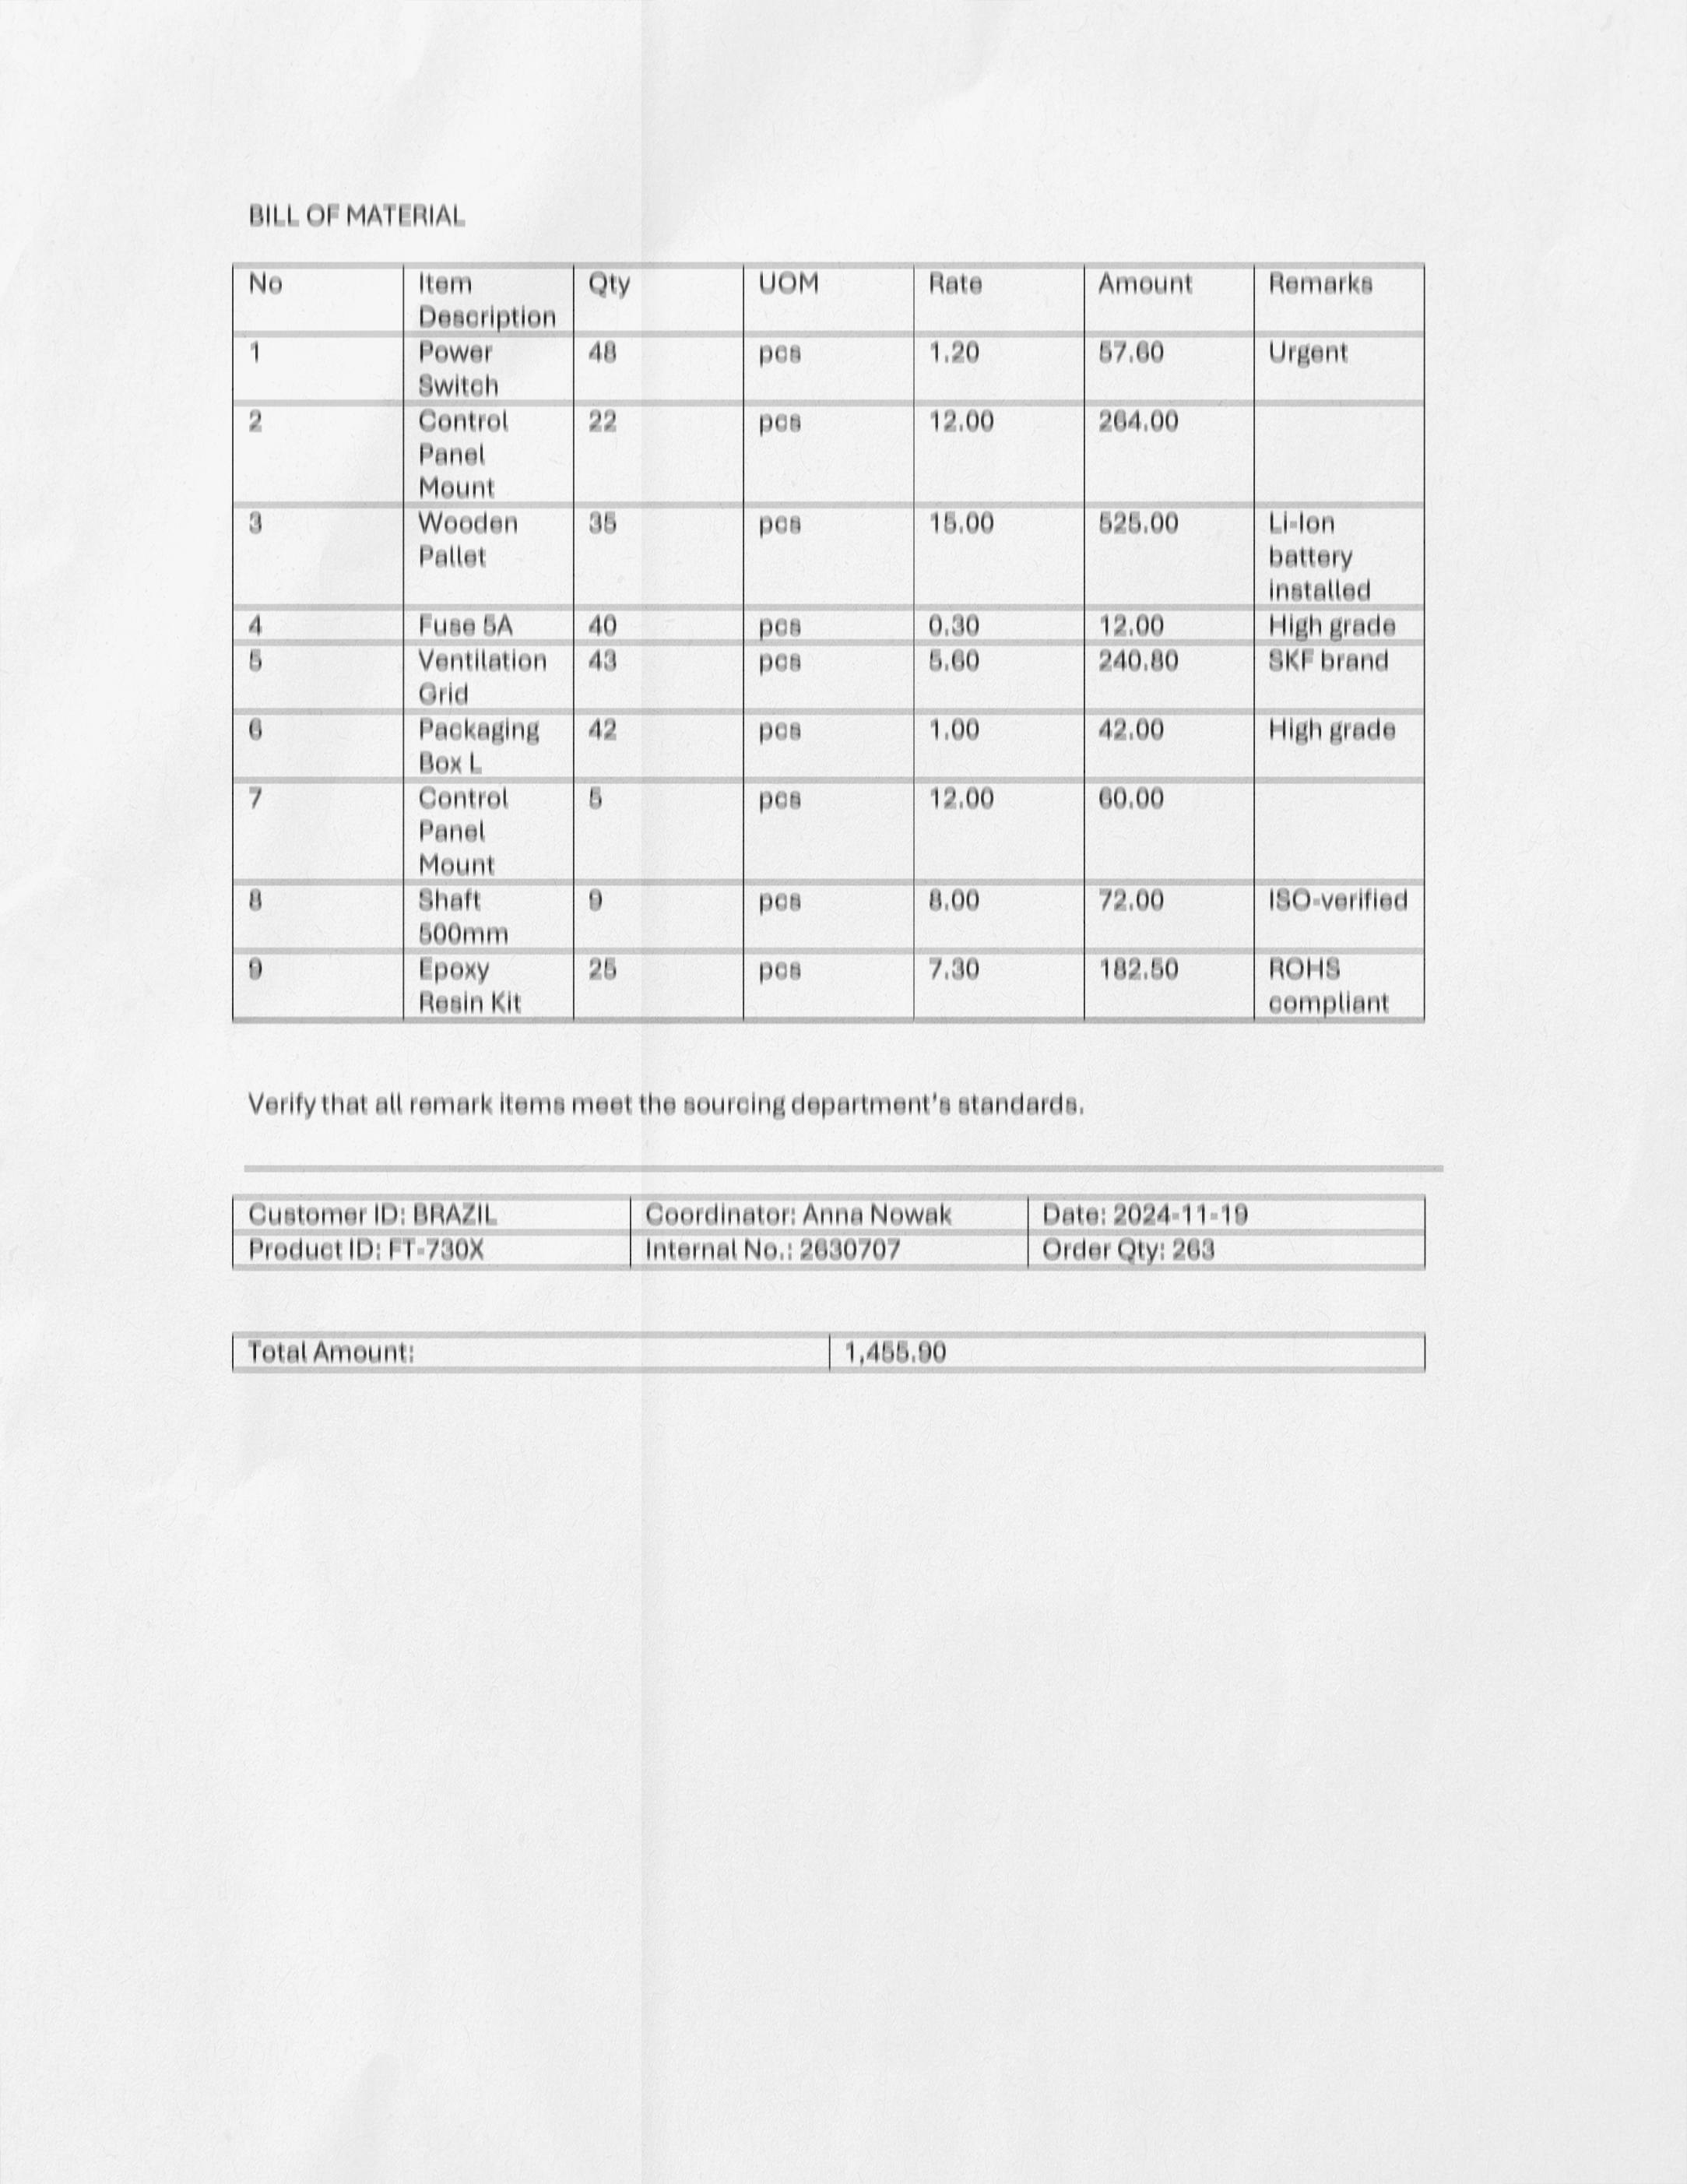 BILL OF MATERIAL
No Item Description Qty UOM Rate Amount Remarks
1 Power Switch 48 pcs 1.20 57.60 Urgent
2 Control Panel Mount 22 pcs 12.00 264.00
3 Wooden Pallet 35 pcs 15.00 525.00 Li-Ion battery installed
4 Fuse 5A 40 pcs 0.30 12.00 High grade
5 Ventilation Grid 43 pcs 5.60 240.80 SKF brand
6 Packaging Box L 42 pcs 1.00 42.00 High grade
7 Control Panel Mount 5 pcs 12.00 60.00
8 Shaft 500mm 9 pcs 8.00 72.00 ISO-verified
9 Epoxy Resin Kit 25 pcs 7.30 182.50 ROHS compliant
Verify that all remark items meet the sourcing department's standards.
Customer ID: BRAZIL Coordinator: Anna Nowak Date: 2024-11-19
Product ID: FT-730X Internal No.: 2630707 Order Qty: 263
Total Amount: 1,455.90